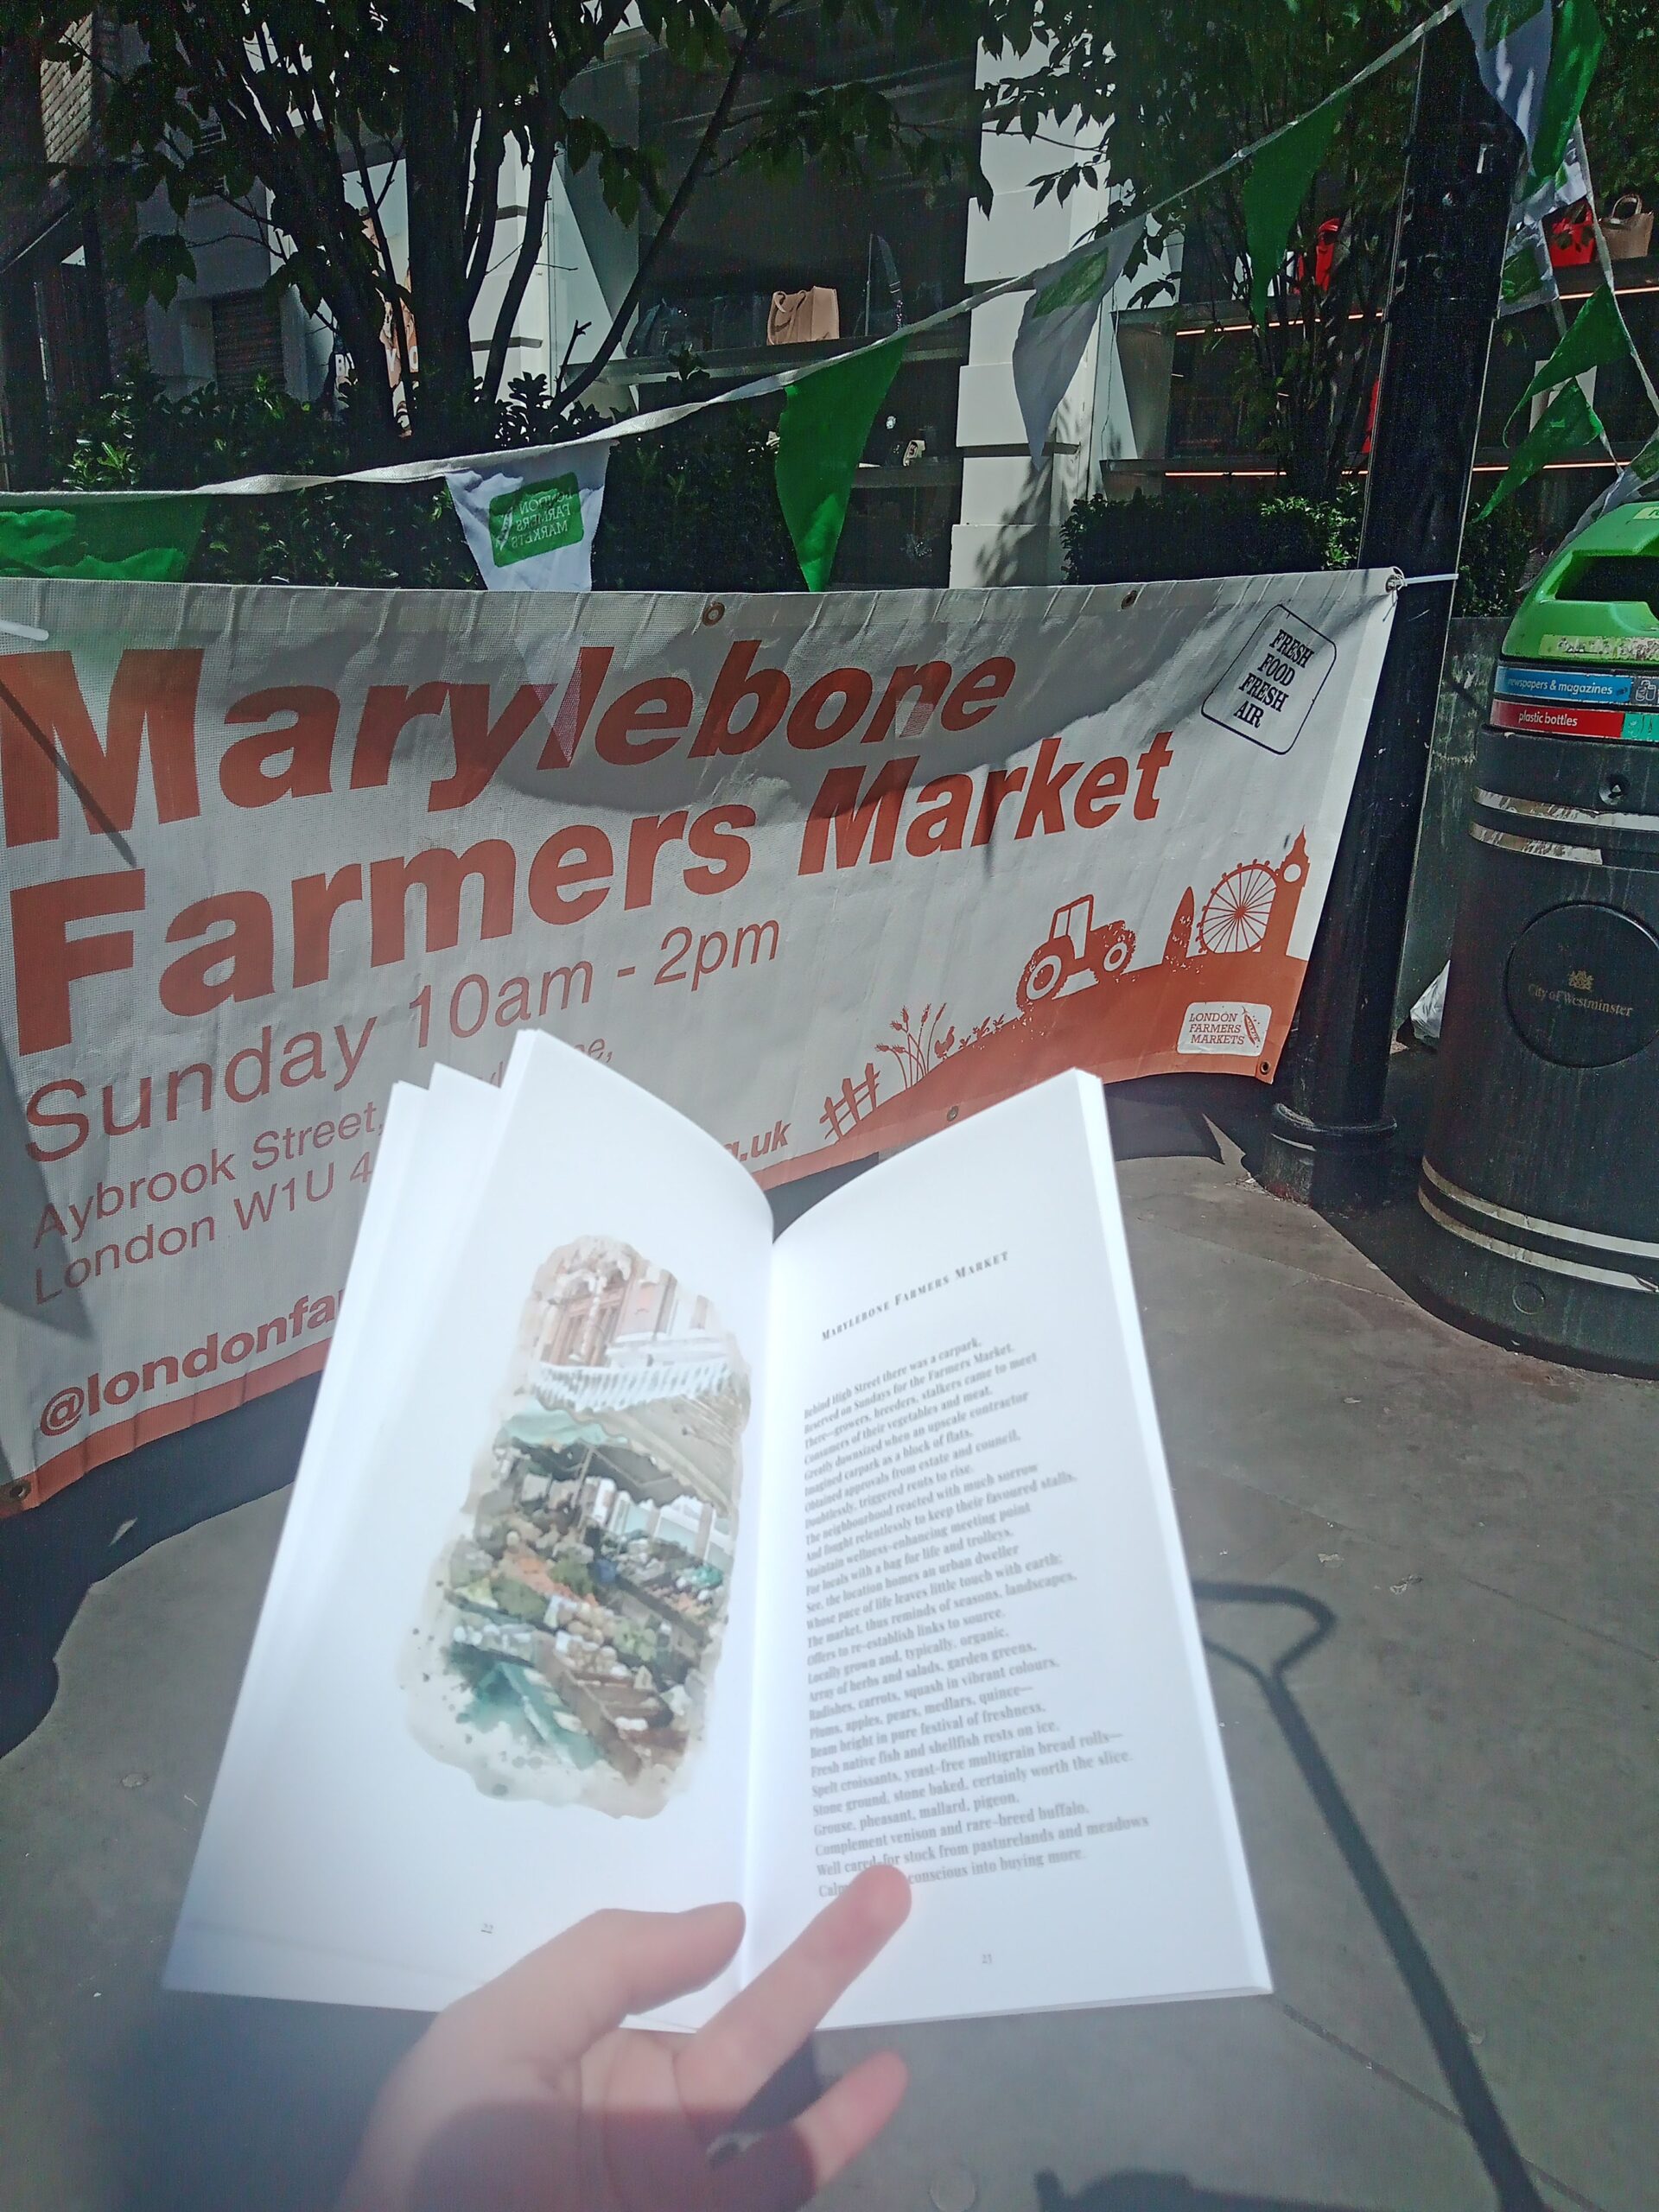 LONDON
FARMERS
MARKETS
Marylebone
Farmers Market
Sunday 10am - 2pm
Aybrook Street,
London W1U 4
@londonfa
.uk
FRESH
FOOD
FRESH
AIR
LONDON
FARMERS
MARKETS
newspapers & magazines
plastic bottles
City of Westminster
22
Marylebone Farmers Market
Behind High Street there was a carpark,
Reserved on Sundays for the Farmers Market.
There—growers, breeders, stalkers came to meet
Consumers of their vegetables and meat.
Greatly downsized when an upscale contractor
Imagined carpark as a block of flats,
Obtained approvals from estate and council,
Doubtlessly, triggered rents to rise.
The neighbourhood reacted with much sorrow
And fought relentlessly to keep their favoured stalls,
Maintain wellness-enhancing meeting point
For locals with a bag for life and trolleys.
See, the location homes an urban dweller
Whose pace of life leaves little touch with earth;
The market, thus reminds of seasons, landscapes,
Offers to re-establish links to source.
Locally grown and, typically, organic,
Array of herbs and salads, garden greens,
Radishes, carrots, squash in vibrant colours,
Plums, apples, pears, medlars, quince—
Beam bright in pure festival of freshness.
Fresh native fish and shellfish rests on ice.
Spelt croissants, yeast-free multigrain bread rolls—
Stone ground, stone baked, certainly worth the slice.
Grouse, pheasant, mallard, pigeon,
Complement venison and rare-breed buffalo.
Well cared-for stock from pasturelands and meadows
conscious into buying more.
23